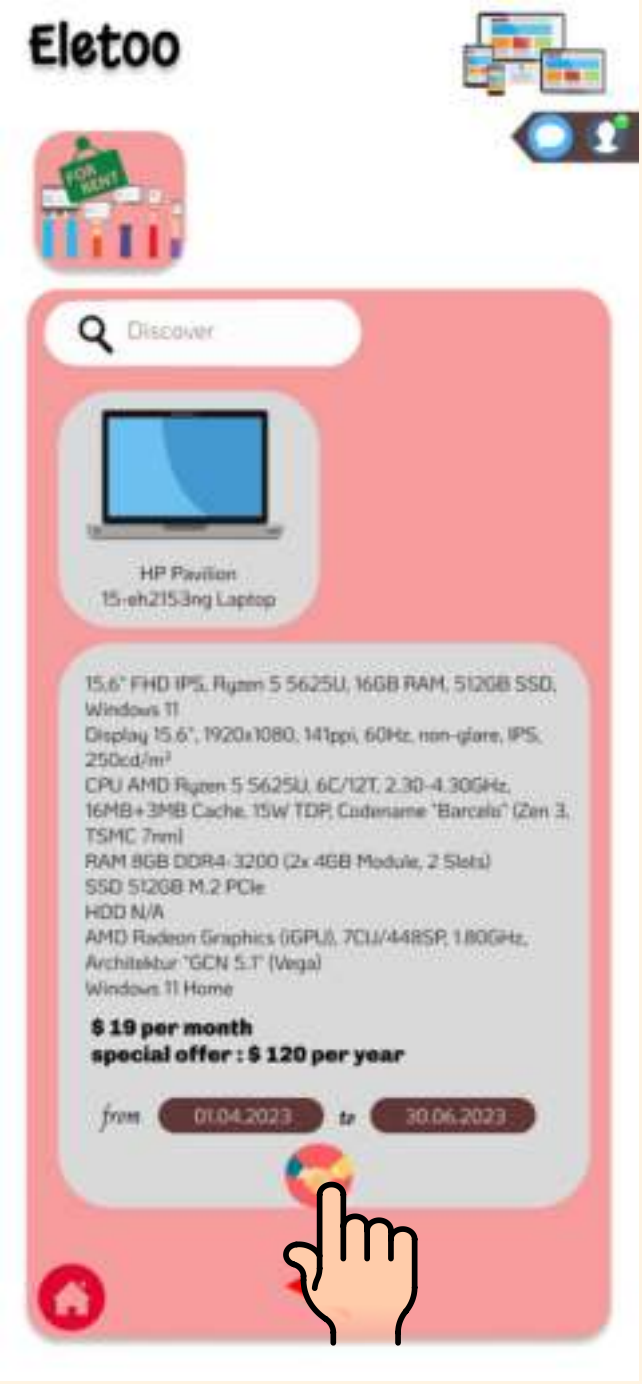 Eletoo
FOR
RENT
Discover
HP Pavilion
15-eh2153ng Laptop
15.6" FHD IPS, Ryzen 5 5625U, 16GB RAM, 512GB SSD,
Windows 11
Display 15.6", 1920x1080, 141ppi, 60Hz, non-glare, IPS,
250cd/m²
CPU AMD Ryzen 5 5625U, 6C/12T, 2.30-4.30GHz,
16MB+3MB Cache, 15W TDP, Codename "Barcelo" (Zen 3,
TSMC 7nm)
RAM 8GB DDR4-3200 (2x 4GB Module, 2 Slots)
SSD 512GB M.2 PCIe
HDD N/A
AMD Radeon Graphics (iGPU), 7CU/448SP, 1.80GHz,
Architektur "GCN 5.1" (Vega)
Windows 11 Home
$ 19 per month
special offer : $ 120 per year
from 01.04.2023 to 30.06.2023